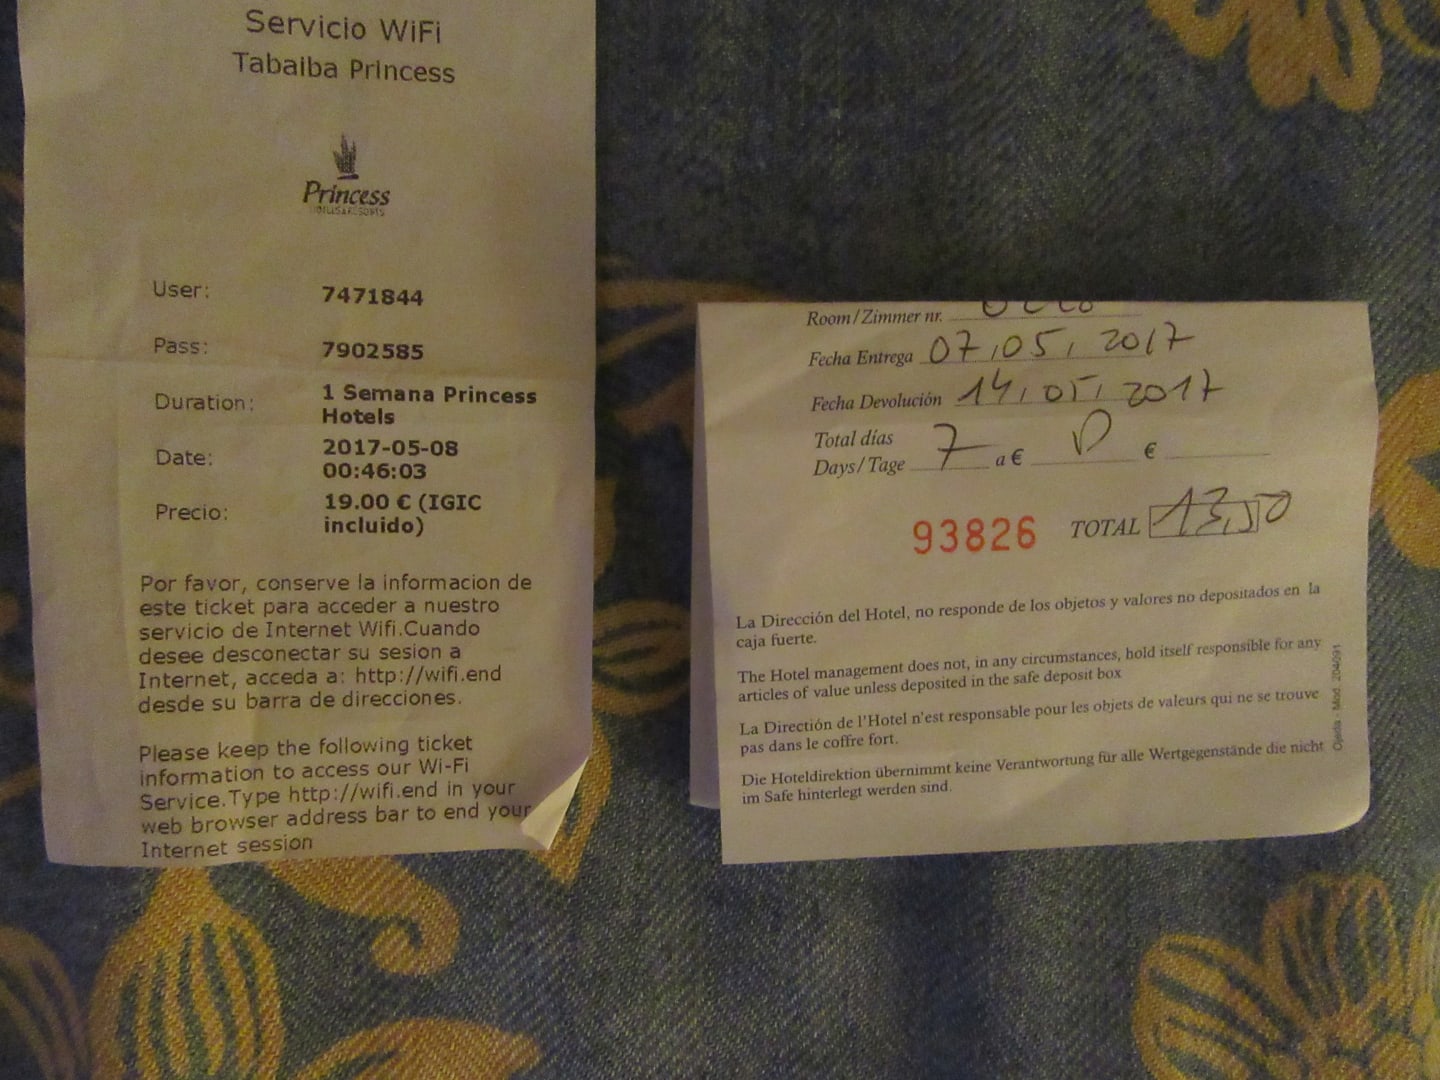 Servicio WiFi
Tabaiba Princess
Princess
HOTELS & RESORTS
User: 7471844
Pass: 7902585
Duration: 1 Semana Princess
Hotels
Date: 2017-05-08
00:46:03
Precio: 19.00 € (IGIC
incluido)
Por favor, conserve la informacion de
este ticket para acceder a nuestro
servicio de Internet Wifi.Cuando
desee desconectar su sesion a
Internet, acceda a: http://wifi.end
desde su barra de direcciones.
Please keep the following ticket
information to access our Wi-Fi
Service.Type http://wifi.end in your
web browser address bar to end your
Internet session
Room/Zimmer nr.
Fecha Entrega 07,05, 2017
Fecha Devolución 14,05, 2017
Total días
Days/Tage 7 a € €
93826 TOTAL 13,50
La Dirección del Hotel, no responde de los objetos y valores no depositados en la
caja fuerte.
The Hotel management does not, in any circumstances, hold itself responsible for any
articles of value unless deposited in the safe deposit box
La Directión de l'Hotel n'est responsable pour les objets de valeurs qui ne se trouve
pas dans le coffre fort.
Die Hoteldirektion übernimmt keine Verantwortung für alle Wertgegenstände die nicht
im Safe hinterlegt werden sind.
Ojeda - Mod. 204091